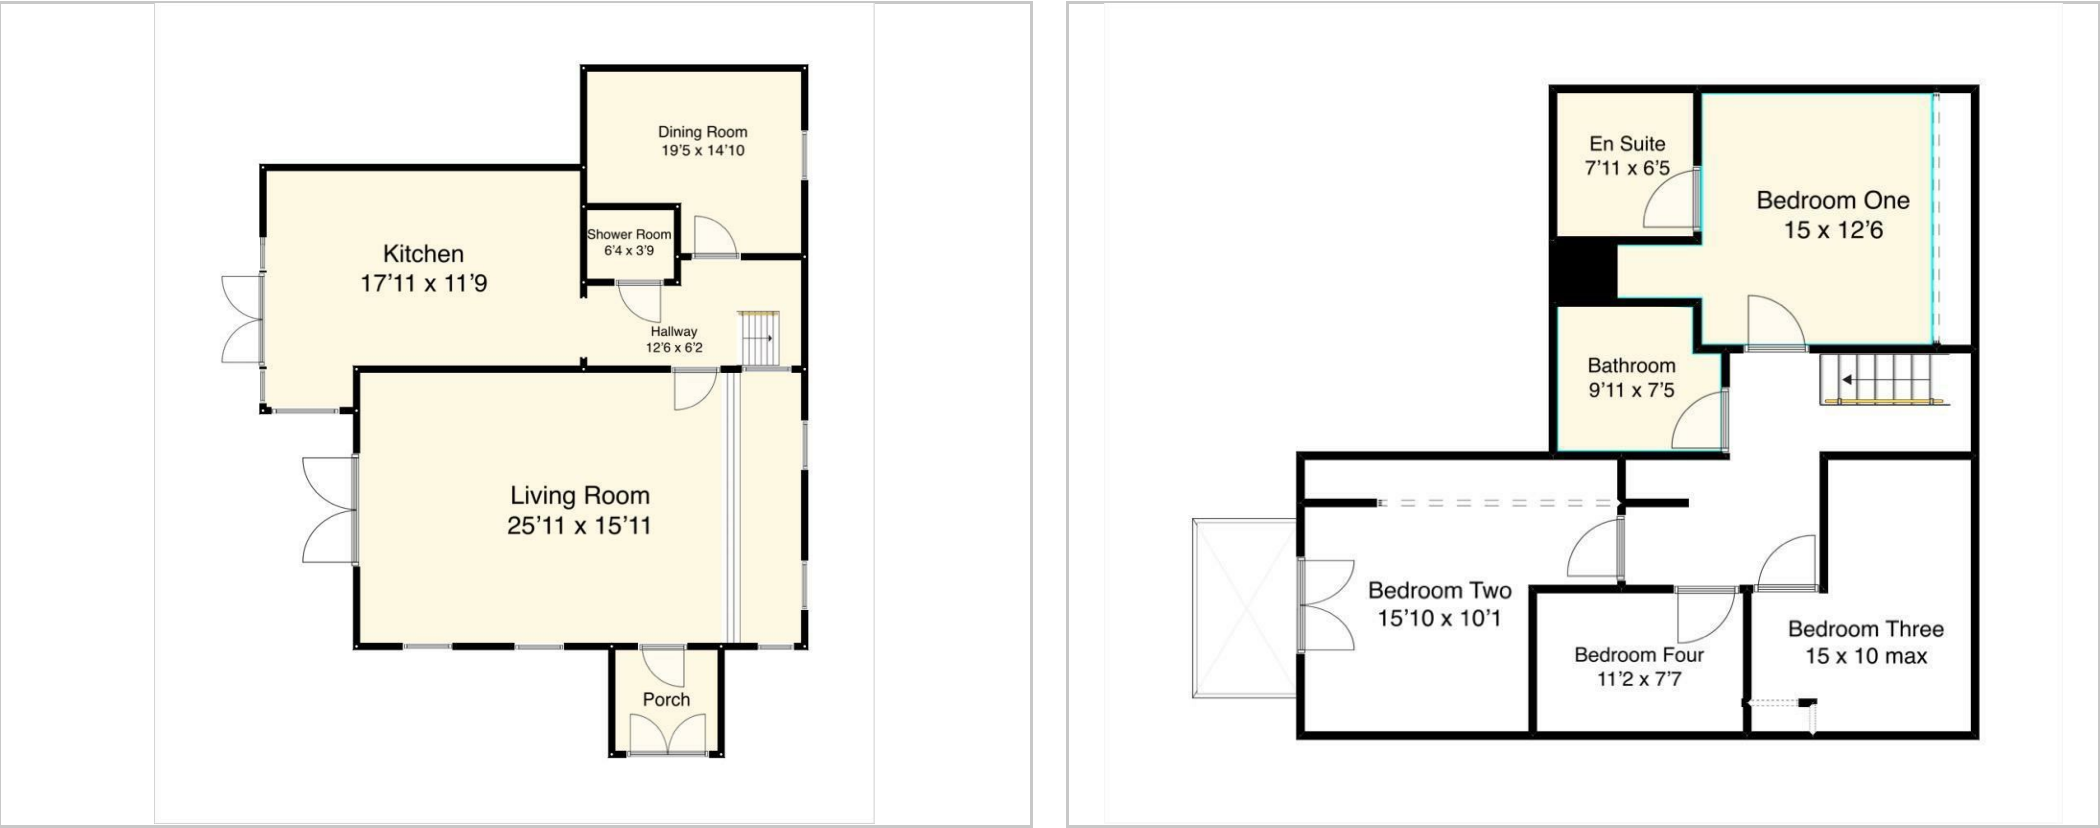 Dining Room
19'5 x 14'10
Kitchen
17'11 x 11'9
Shower Room
6'4 x 3'9
Hallway
12'6 x 6'2
Living Room
25'11 x 15'11
Porch
En Suite
7'11 x 6'5
Bedroom One
15 x 12'6
Bathroom
9'11 x 7'5
Bedroom Two
15'10 x 10'1
Bedroom Four
11'2 x 7'7
Bedroom Three
15 x 10 max